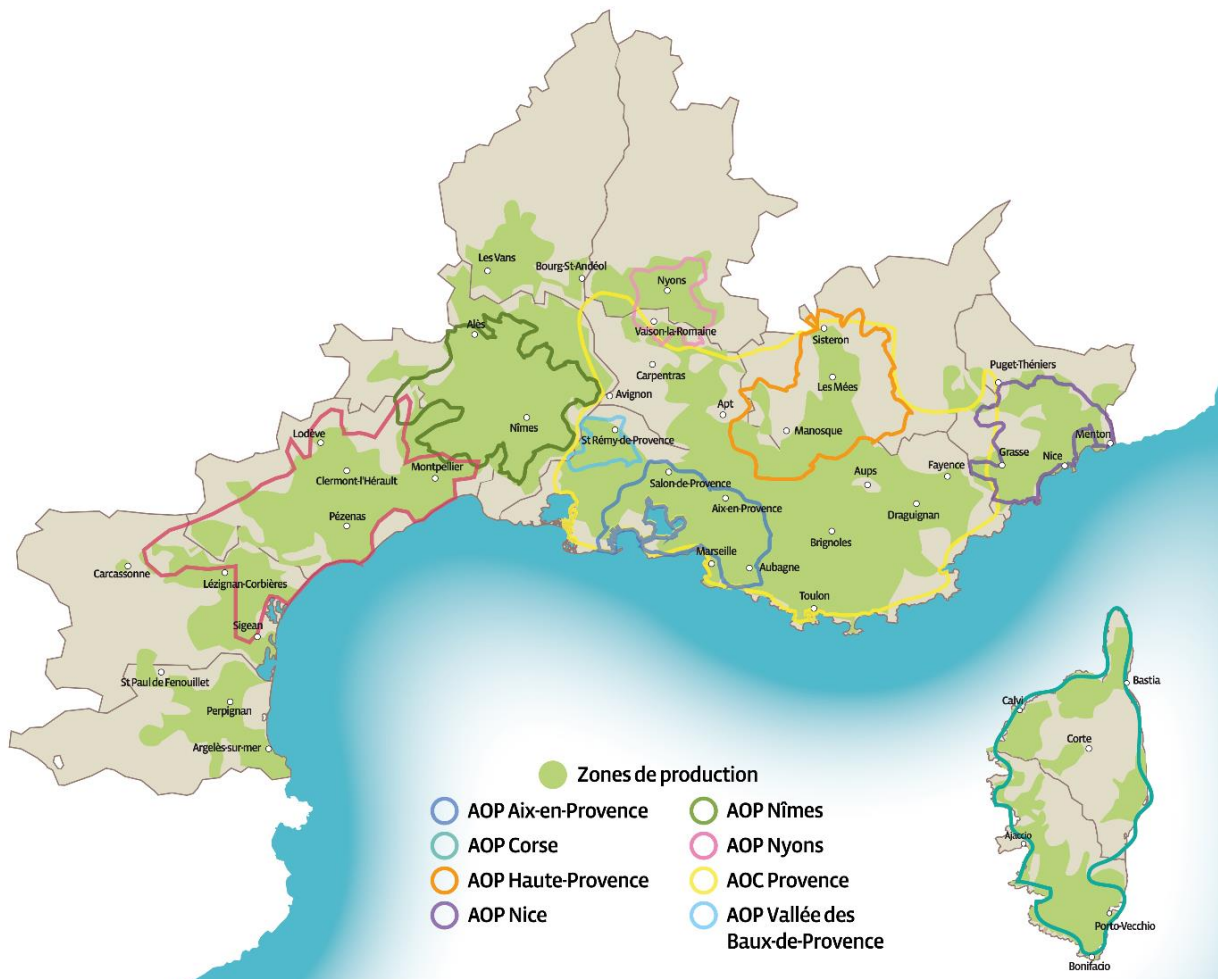 Les Vans
Bourg-St-Andéol
Nyons
Alès
Vaison-la-Romaine
Sisteron
Puget-Théniers
Carpentras
Les Mées
Avignon
Apt
Nîmes
St Rémy-de-Provence
Manosque
Menton
Lodève
Montpellier
Grasse
Nice
Clermont-l'Hérault
Salon-de-Provence
Aups
Fayence
Aix-en-Provence
Draguignan
Pézenas
Brignoles
Marseille
Aubagne
Carcassonne
Lézignan-Corbières
Toulon
Sigean
St Paul de Fenouillet
Perpignan
Argelès-sur-mer
Bastia
Calvi
Corte
Ajaccio
Porto-Vecchio
Bonifacio
Zones de production
AOP Aix-en-Provence
AOP Corse
AOP Haute-Provence
AOP Nice
AOP Nîmes
AOP Nyons
AOC Provence
AOP Vallée des
Baux-de-Provence